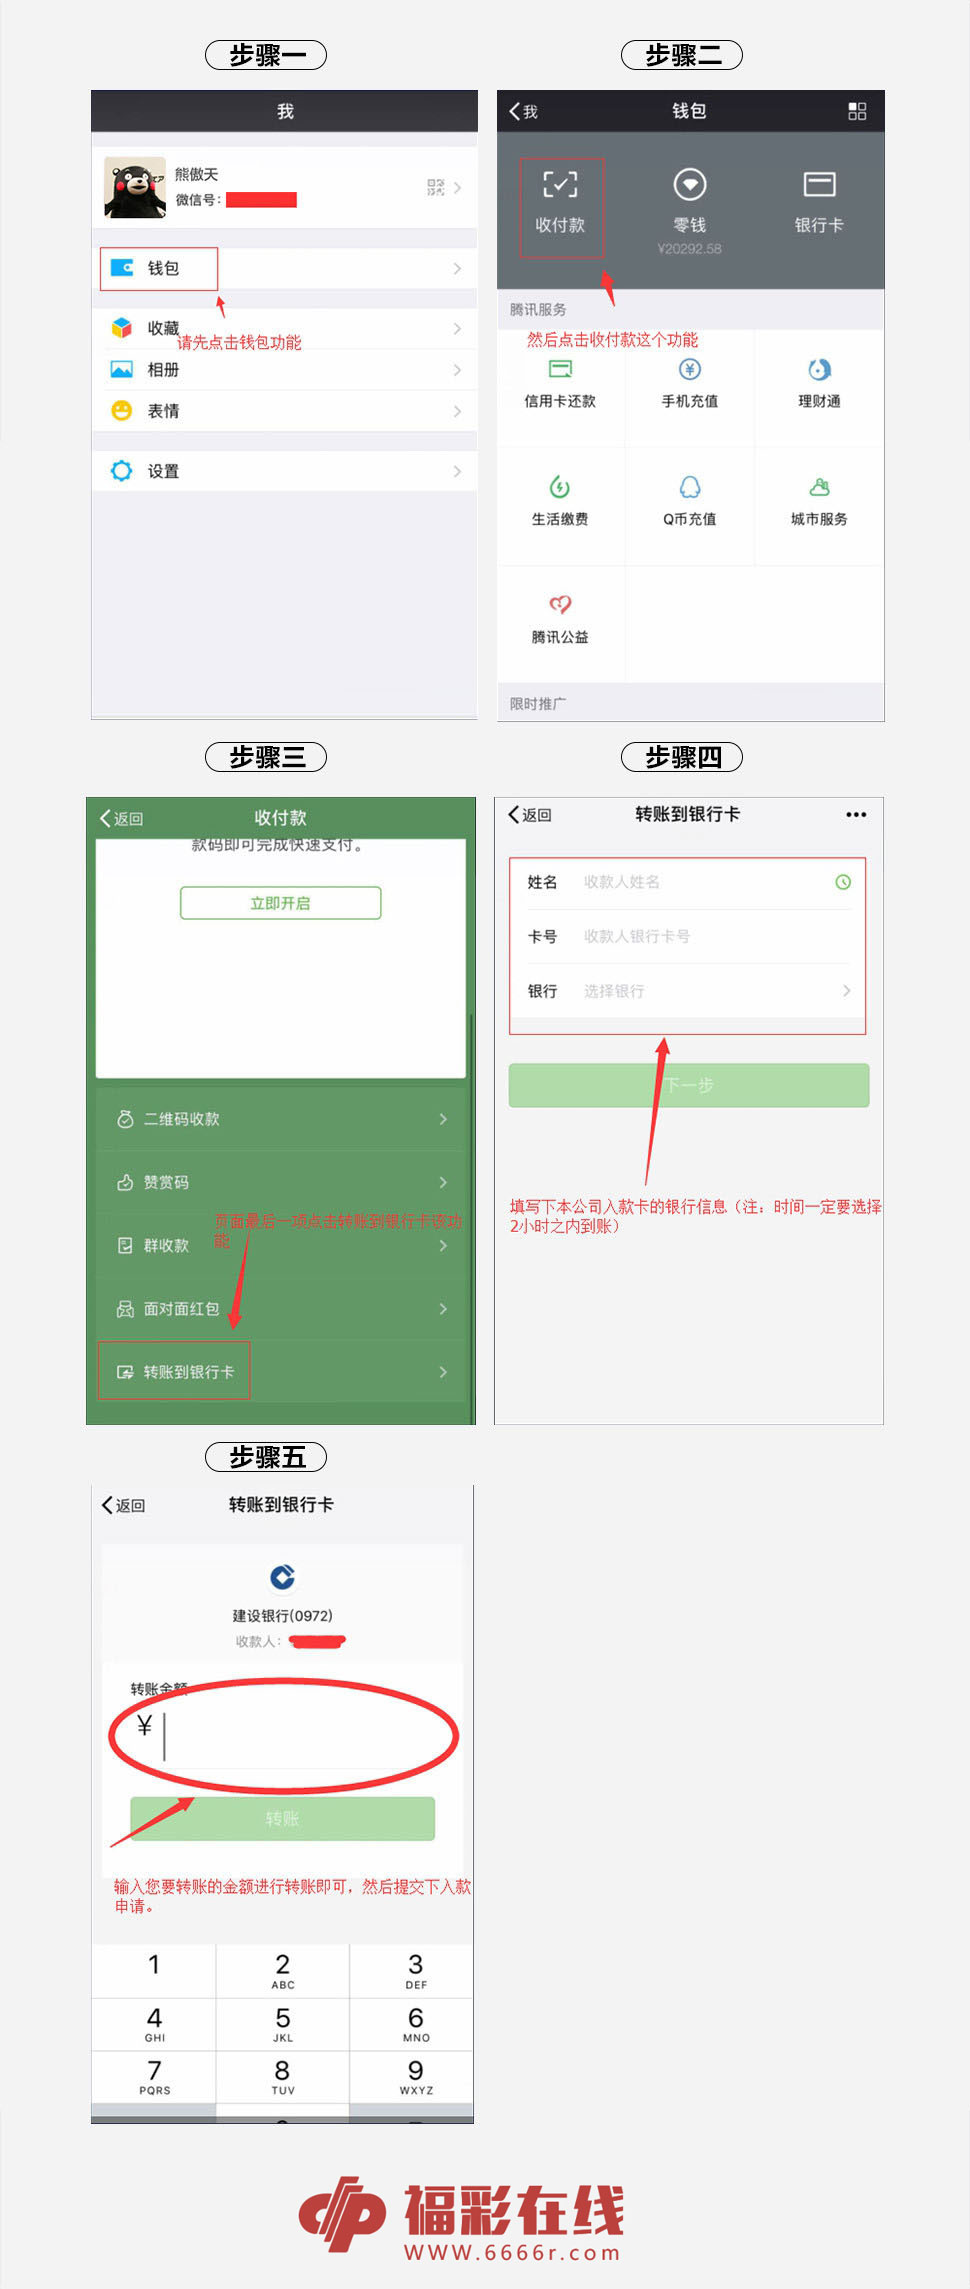 步骤一
我
熊傲天
微信号：
钱包
请先点击钱包功能
收藏
相册
表情
设置
步骤二
我
钱包
收付款
零钱
¥20292.58
银行卡
腾讯服务
然后点击收付款这个功能
信用卡还款
手机充值
理财通
生活缴费
Q币充值
城市服务
腾讯公益
限时推广
步骤三
返回
收付款
款码即可完成快速支付。
立即开启
二维码收款
赞赏码
页面最后一项点击转账到银行卡该功
能
群收款
面对面红包
转账到银行卡
步骤四
返回
转账到银行卡
姓名 收款人姓名
卡号 收款人银行卡号
银行 选择银行
下一步
填写下本公司入款卡的银行信息（注：时间一定要选择
2小时之内到账）
步骤五
返回
转账到银行卡
建设银行(0972)
收款人：
转账金额
¥
转账
输入您要转账的金额进行转账即可，然后提交下入款
申请。
1 2 3
ABC DEF
4 5 6
GHI JKL MNO
7 8 9
PQRS TUV WXYZ
福彩在线
www.6666r.com